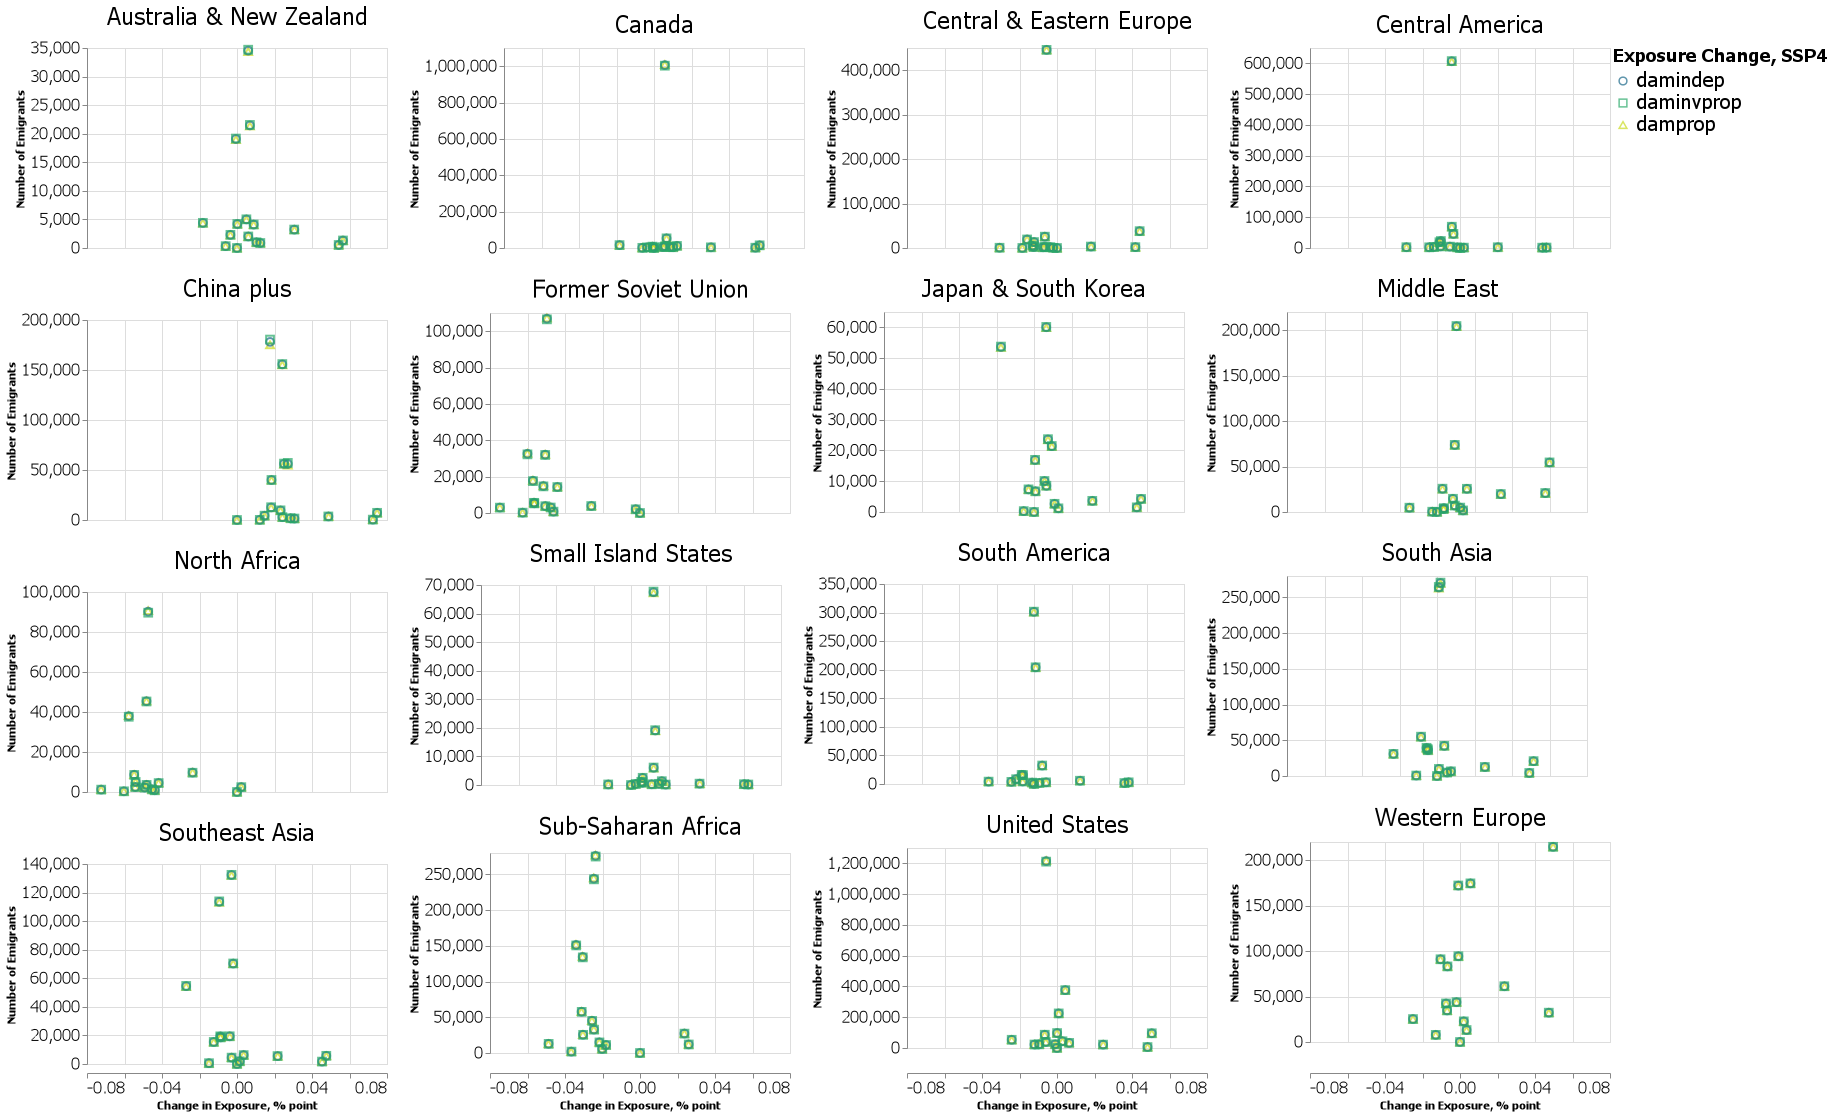 Australia & New Zealand
Canada
Central & Eastern Europe
Central America
Exposure Change, SSP4
damindep
daminvprop
damprop
Number of Emigrants
35,000
30,000
25,000
20,000
15,000
10,000
5,000
0
Number of Emigrants
1,000,000
800,000
600,000
400,000
200,000
0
Number of Emigrants
400,000
300,000
200,000
100,000
0
Number of Emigrants
600,000
500,000
400,000
300,000
200,000
100,000
0
China plus
Former Soviet Union
Japan & South Korea
Middle East
Number of Emigrants
200,000
150,000
100,000
50,000
0
Number of Emigrants
100,000
80,000
60,000
40,000
20,000
0
Number of Emigrants
60,000
50,000
40,000
30,000
20,000
10,000
0
Number of Emigrants
200,000
150,000
100,000
50,000
0
North Africa
Small Island States
South America
South Asia
Number of Emigrants
100,000
80,000
60,000
40,000
20,000
0
Number of Emigrants
70,000
60,000
50,000
40,000
30,000
20,000
10,000
0
Number of Emigrants
350,000
300,000
250,000
200,000
150,000
100,000
50,000
0
Number of Emigrants
250,000
200,000
150,000
100,000
50,000
0
Southeast Asia
Sub-Saharan Africa
United States
Western Europe
Number of Emigrants
140,000
120,000
100,000
80,000
60,000
40,000
20,000
0
Number of Emigrants
250,000
200,000
150,000
100,000
50,000
0
Number of Emigrants
1,200,000
1,000,000
800,000
600,000
400,000
200,000
0
Number of Emigrants
200,000
150,000
100,000
50,000
0
-0.08 -0.04 0.00 0.04 0.08
Change in Exposure, % point
-0.08 -0.04 0.00 0.04 0.08
Change in Exposure, % point
-0.08 -0.04 0.00 0.04 0.08
Change in Exposure, % point
-0.08 -0.04 0.00 0.04 0.08
Change in Exposure, % point